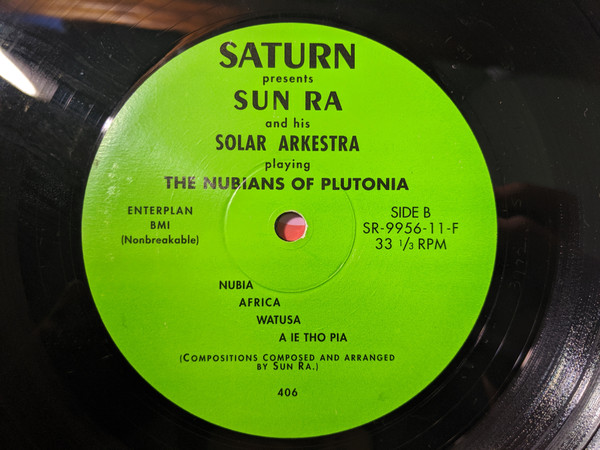 SATURN
presents
SUN RA
and his
SOLAR ARKESTRA
playing
THE NUBIANS OF PLUTONIA
ENTERPLAN
BMI
(Nonbreakable)
SIDE B
SR-9956-11-F
33 1/3 RPM
NUBIA
AFRICA
WATUSA
A IE THO PIA
(COMPOSITIONS COMPOSED AND ARRANGED
BY SUN RA.)
406